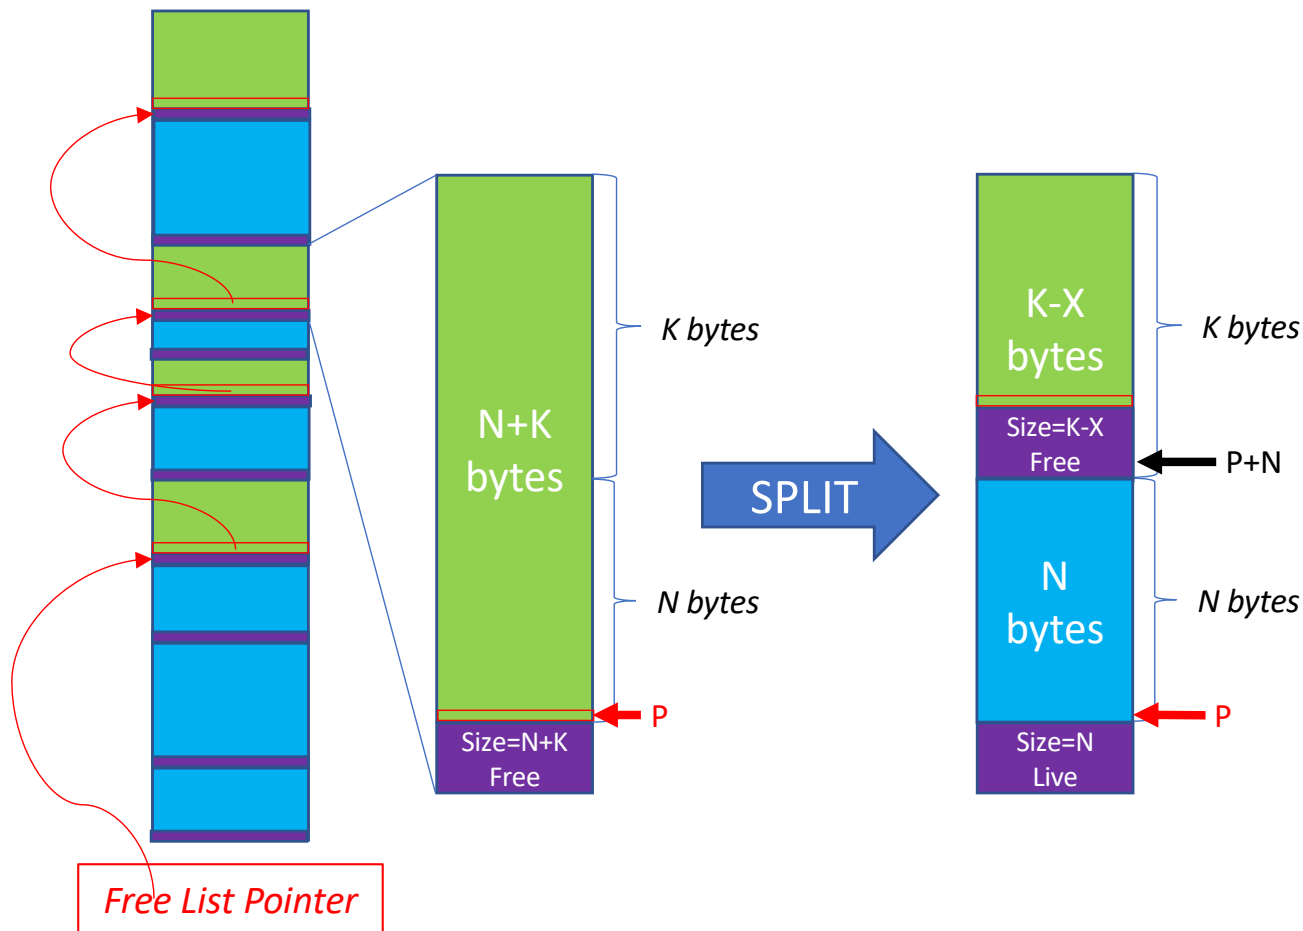 N+K
bytes
Size=N+K
Free
K bytes
N bytes
P
SPLIT
K-X
bytes
Size=K-X
Free
N
bytes
Size=N
Live
K bytes
P+N
N bytes
P
Free List Pointer